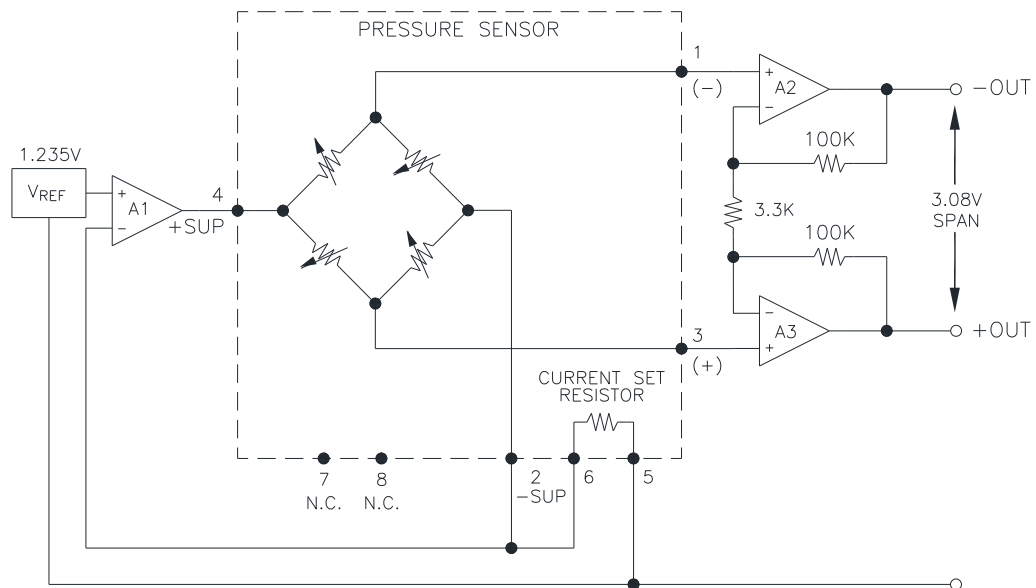 PRESSURE SENSOR
1
(−)
+
A2
−
−OUT
100K
1.235V
VREF
+
A1
−
4
+SUP
3.3K
3.08V
SPAN
100K
−
A3
+
+OUT
3
(+)
CURRENT SET
RESISTOR
7
N.C.
8
N.C.
2
−SUP
6
5